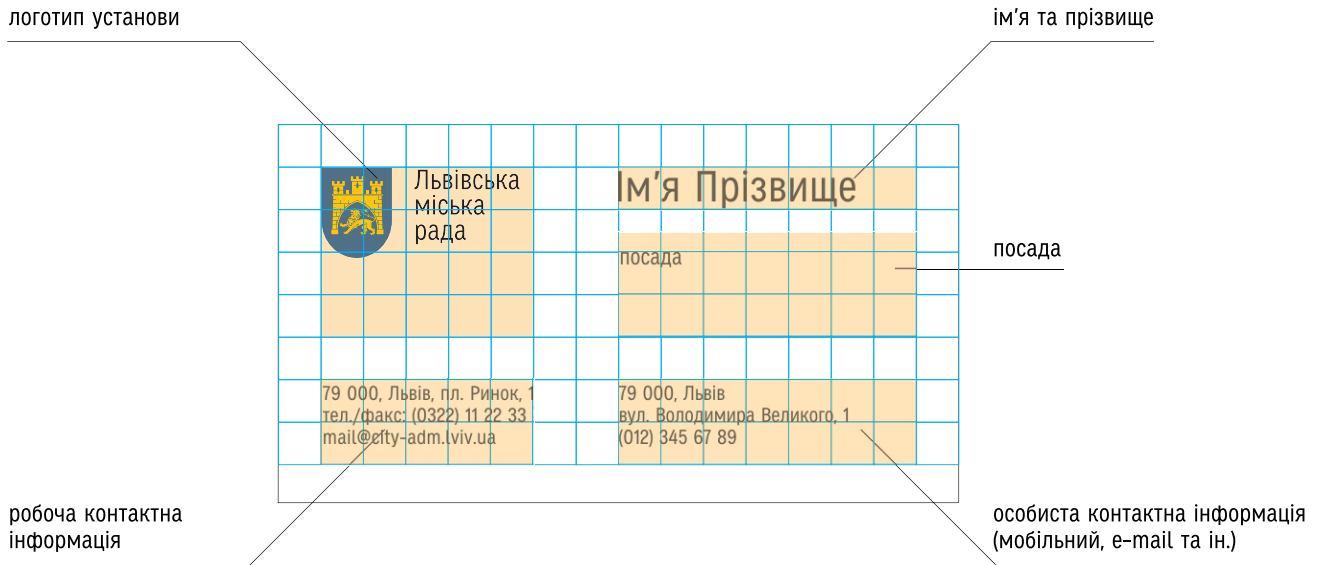 логотип установи
ім’я та прізвище
Львівська
міська
рада
Ім’я Прізвище
посада
посада
79 000, Львів, пл. Ринок, 1
тел./факс: (0322) 11 22 33
mail@city-adm.lviv.ua
79 000, Львів
вул. Володимира Великого, 1
(012) 345 67 89
робоча контактна
інформація
особиста контактна інформація
(мобільний, e-mail та ін.)